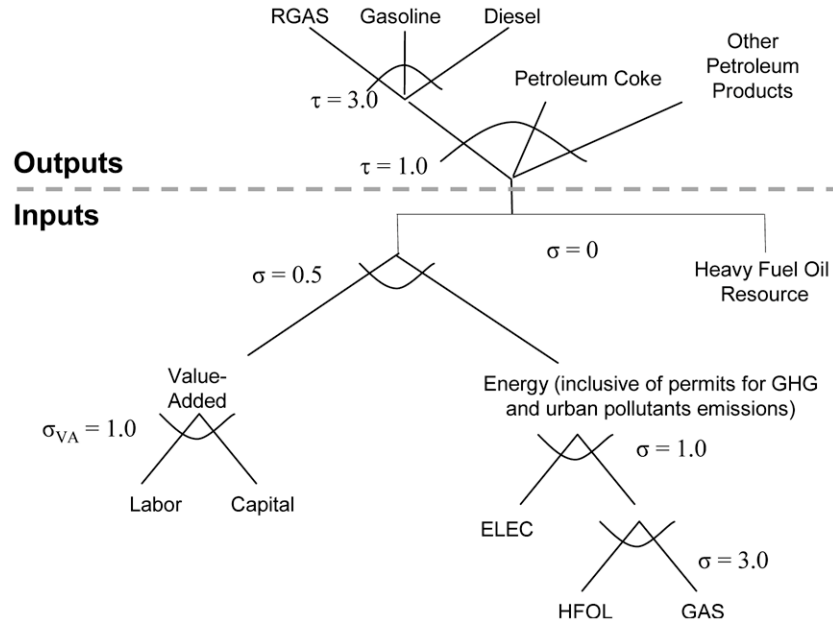 RGAS Gasoline Diesel
Other
Petroleum
Products
Petroleum Coke
τ = 3.0
τ = 1.0
Outputs
Inputs
σ = 0.5
σ = 0
Heavy Fuel Oil
Resource
Value-
Added
Energy (inclusive of permits for GHG
and urban pollutants emissions)
σVA = 1.0
σ = 1.0
Labor Capital
ELEC
σ = 3.0
HFOL GAS